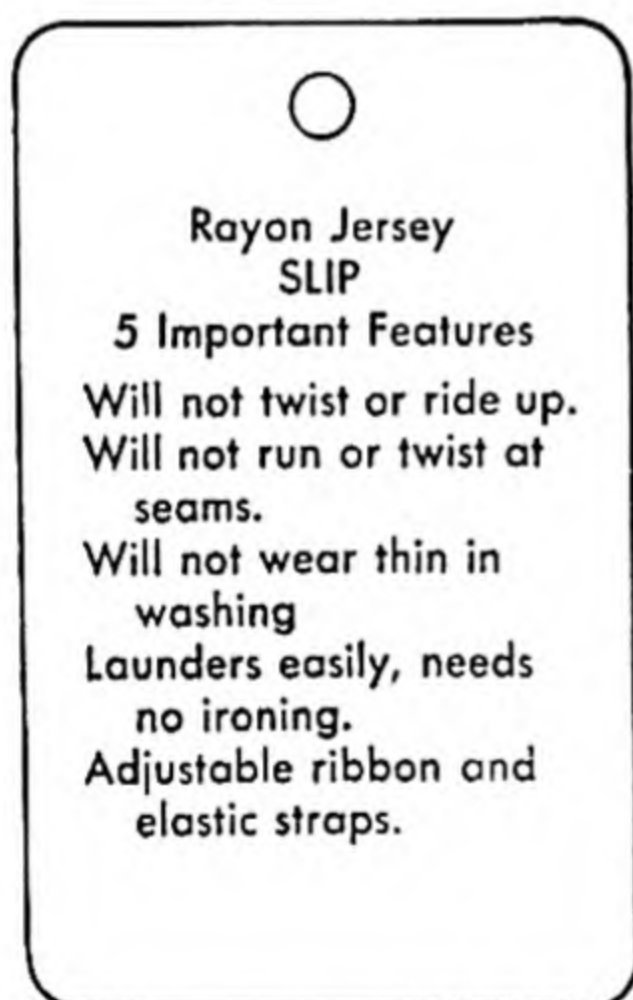 Rayon Jersey
SLIP
5 Important Features
Will not twist or ride up.
Will not run or twist at
seams.
Will not wear thin in
washing
Launders easily, needs
no ironing.
Adjustable ribbon and
elastic straps.